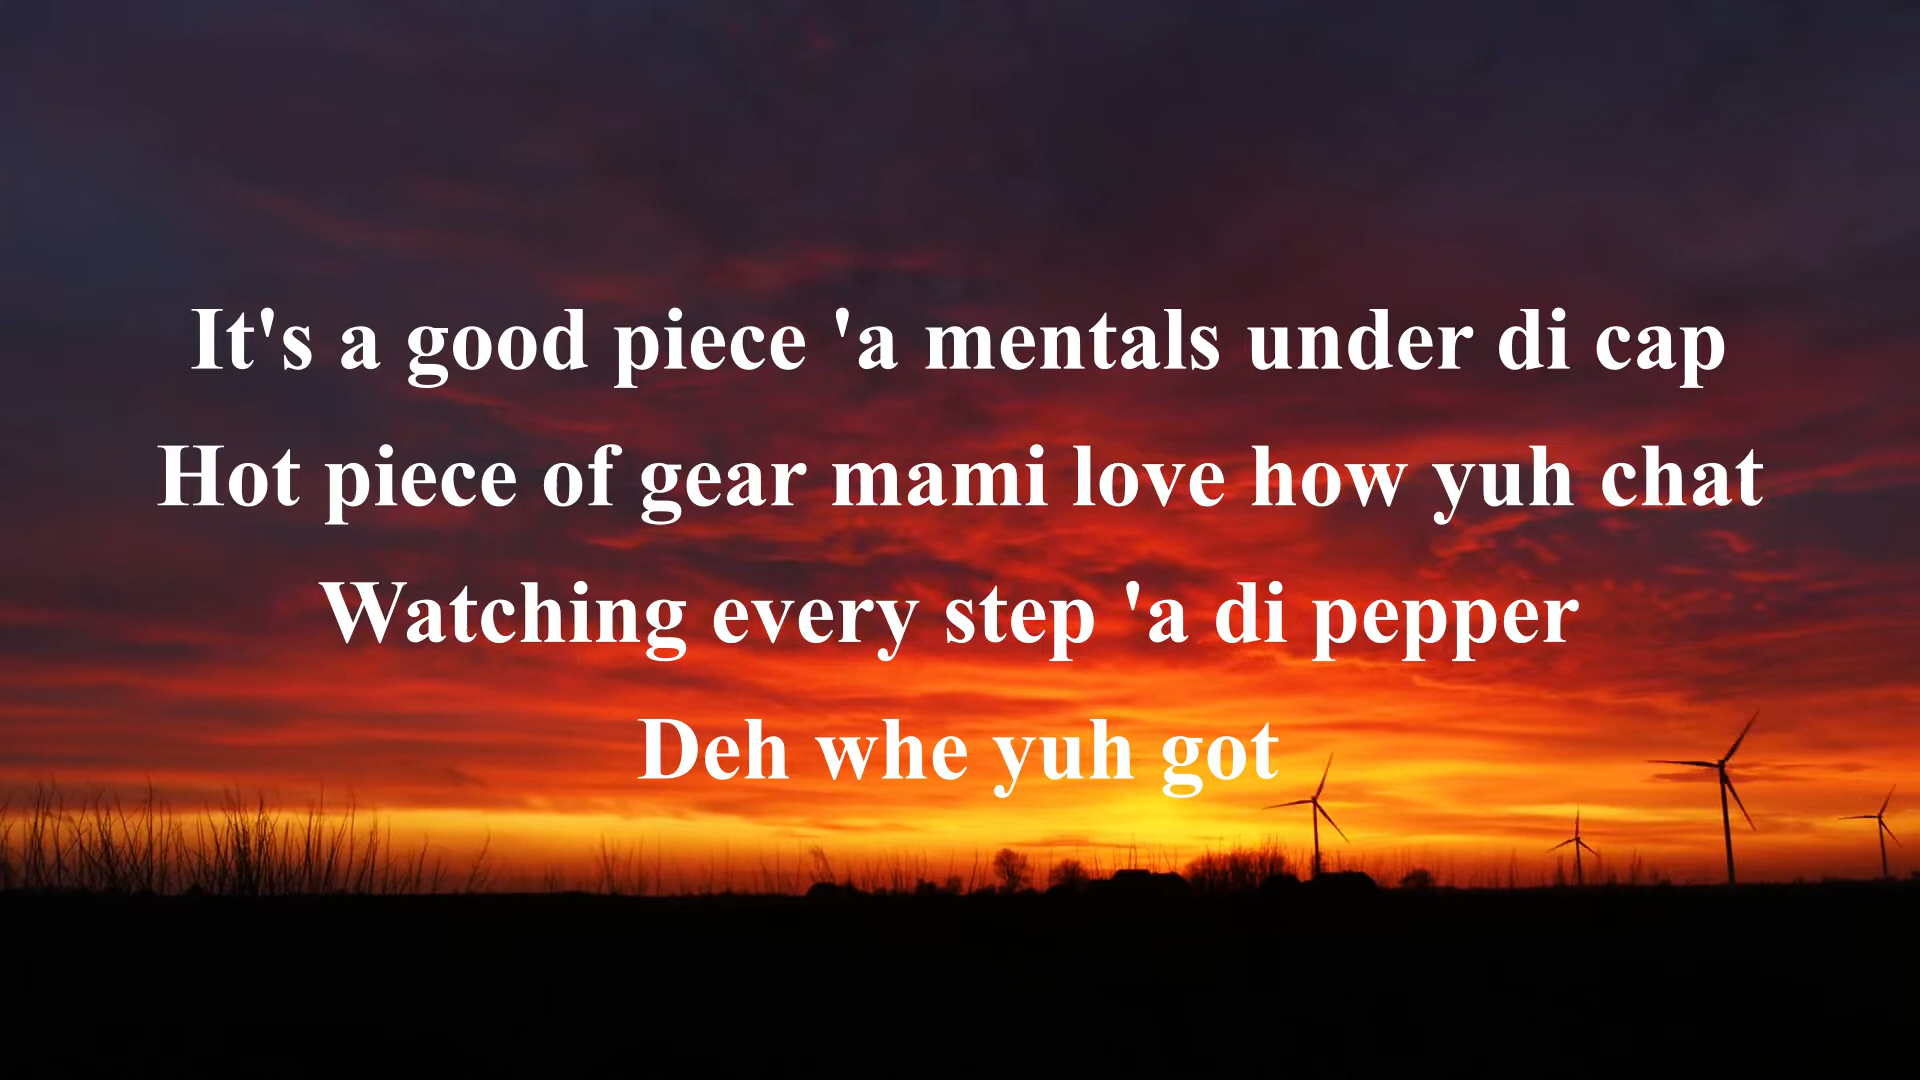 It's a good piece 'a mentals under di cap
Hot piece of gear mami love how yuh chat
Watching every step 'a di pepper
Deh whe yuh got